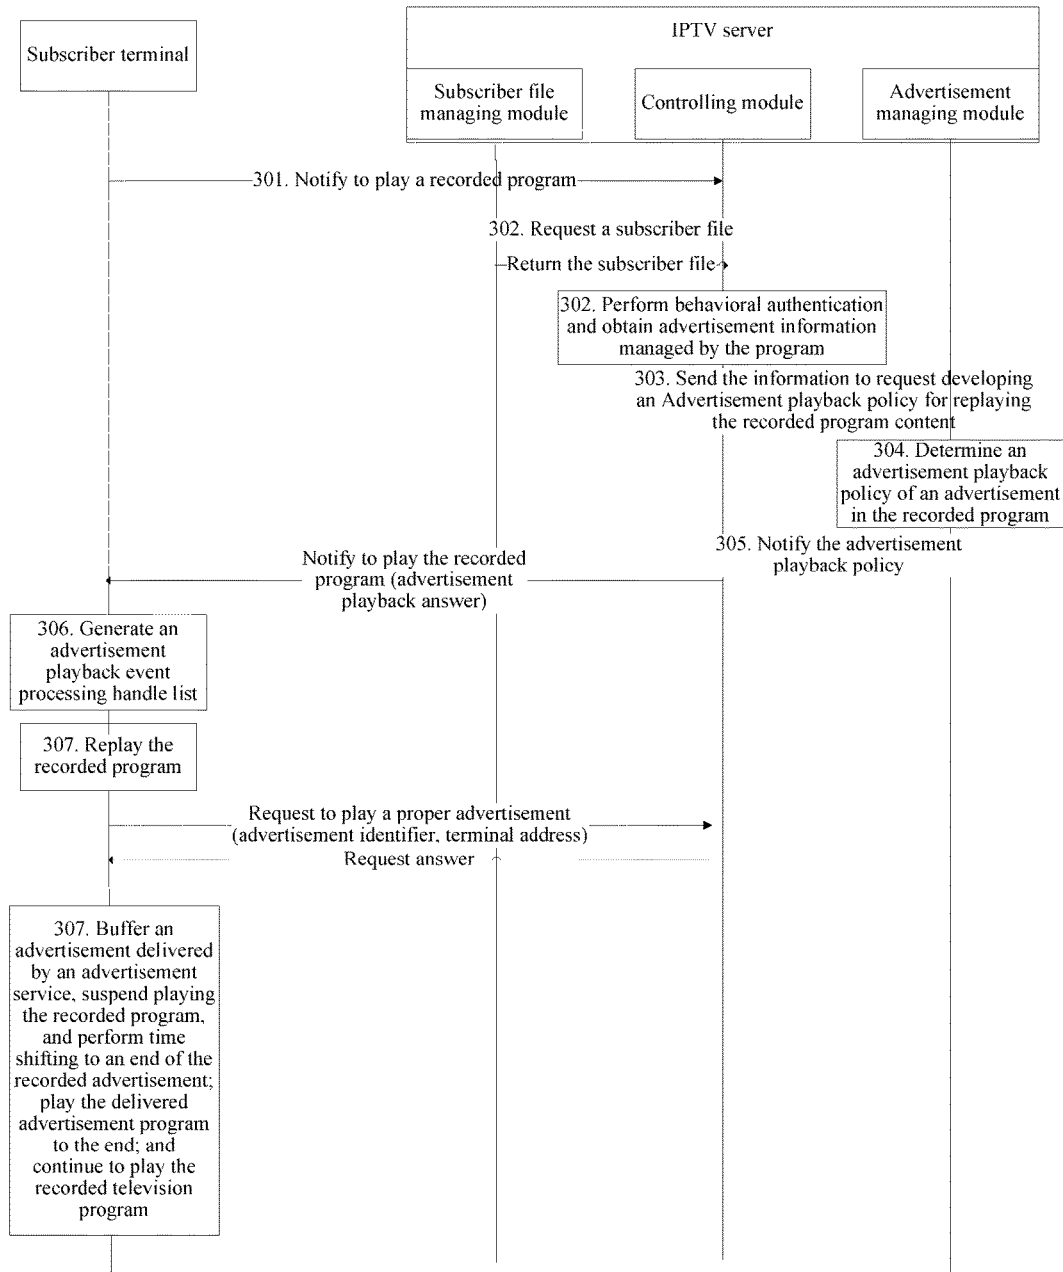 IPTV server
Subscriber terminal
Subscriber file
managing module
Controlling module
Advertisement
managing module
301. Notify to play a recorded program
302. Request a subscriber file
Return the subscriber file
302. Perform behavioral authentication
and obtain advertisement information
managed by the program
303. Send the information to request developing
an Advertisement playback policy for replaying
the recorded program content
304. Determine an
advertisement playback
policy of an advertisement
in the recorded program
305. Notify the advertisement
playback policy
Notify to play the recorded
program (advertisement
playback answer)
306. Generate an
advertisement
playback event
processing handle list
307. Replay the
recorded program
Request to play a proper advertisement
(advertisement identifier, terminal address)
Request answer
307. Buffer an
advertisement delivered
by an advertisement
service, suspend playing
the recorded program,
and perform time
shifting to an end of the
recorded advertisement;
play the delivered
advertisement program
to the end; and
continue to play the
recorded television
program